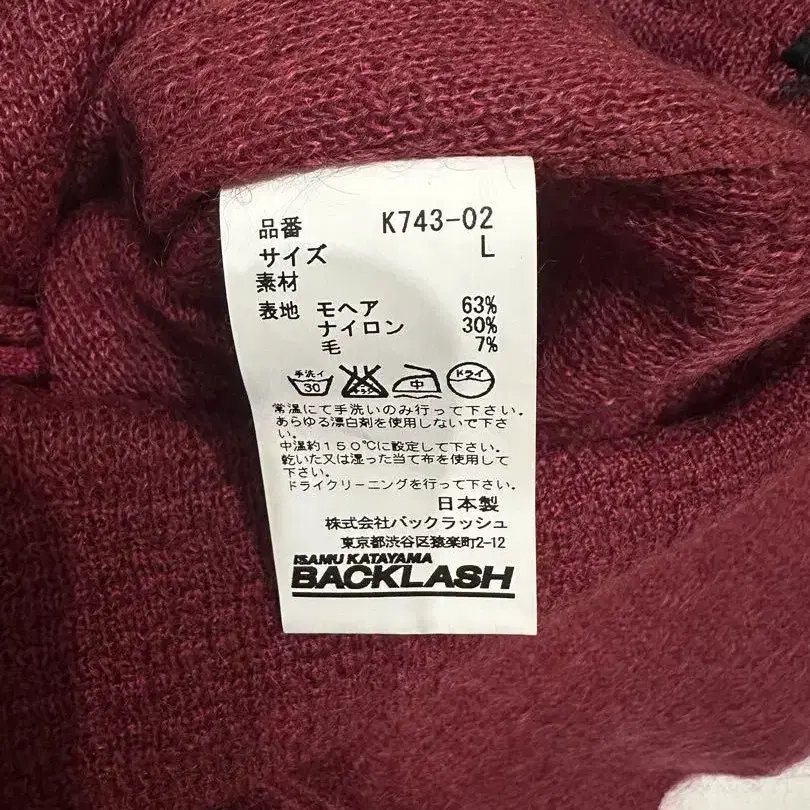 品番 K743-02
サイズ L
素材
表地 モヘア 63%
ナイロン 30%
毛 7%
手洗イ 30 中 ドライ
常温にて手洗いのみ行って下さい。
あらゆる漂白剤を使用しないで下さ
い。
中温約150℃に設定して下さい。
乾いた又は湿った当て布を使用して
下さい。
ドライクリーニングを行って下さい。
日本製
株式会社バックラッシュ
東京都渋谷区猿楽町2-12
ISAMU KATAYAMA
BACKLASH